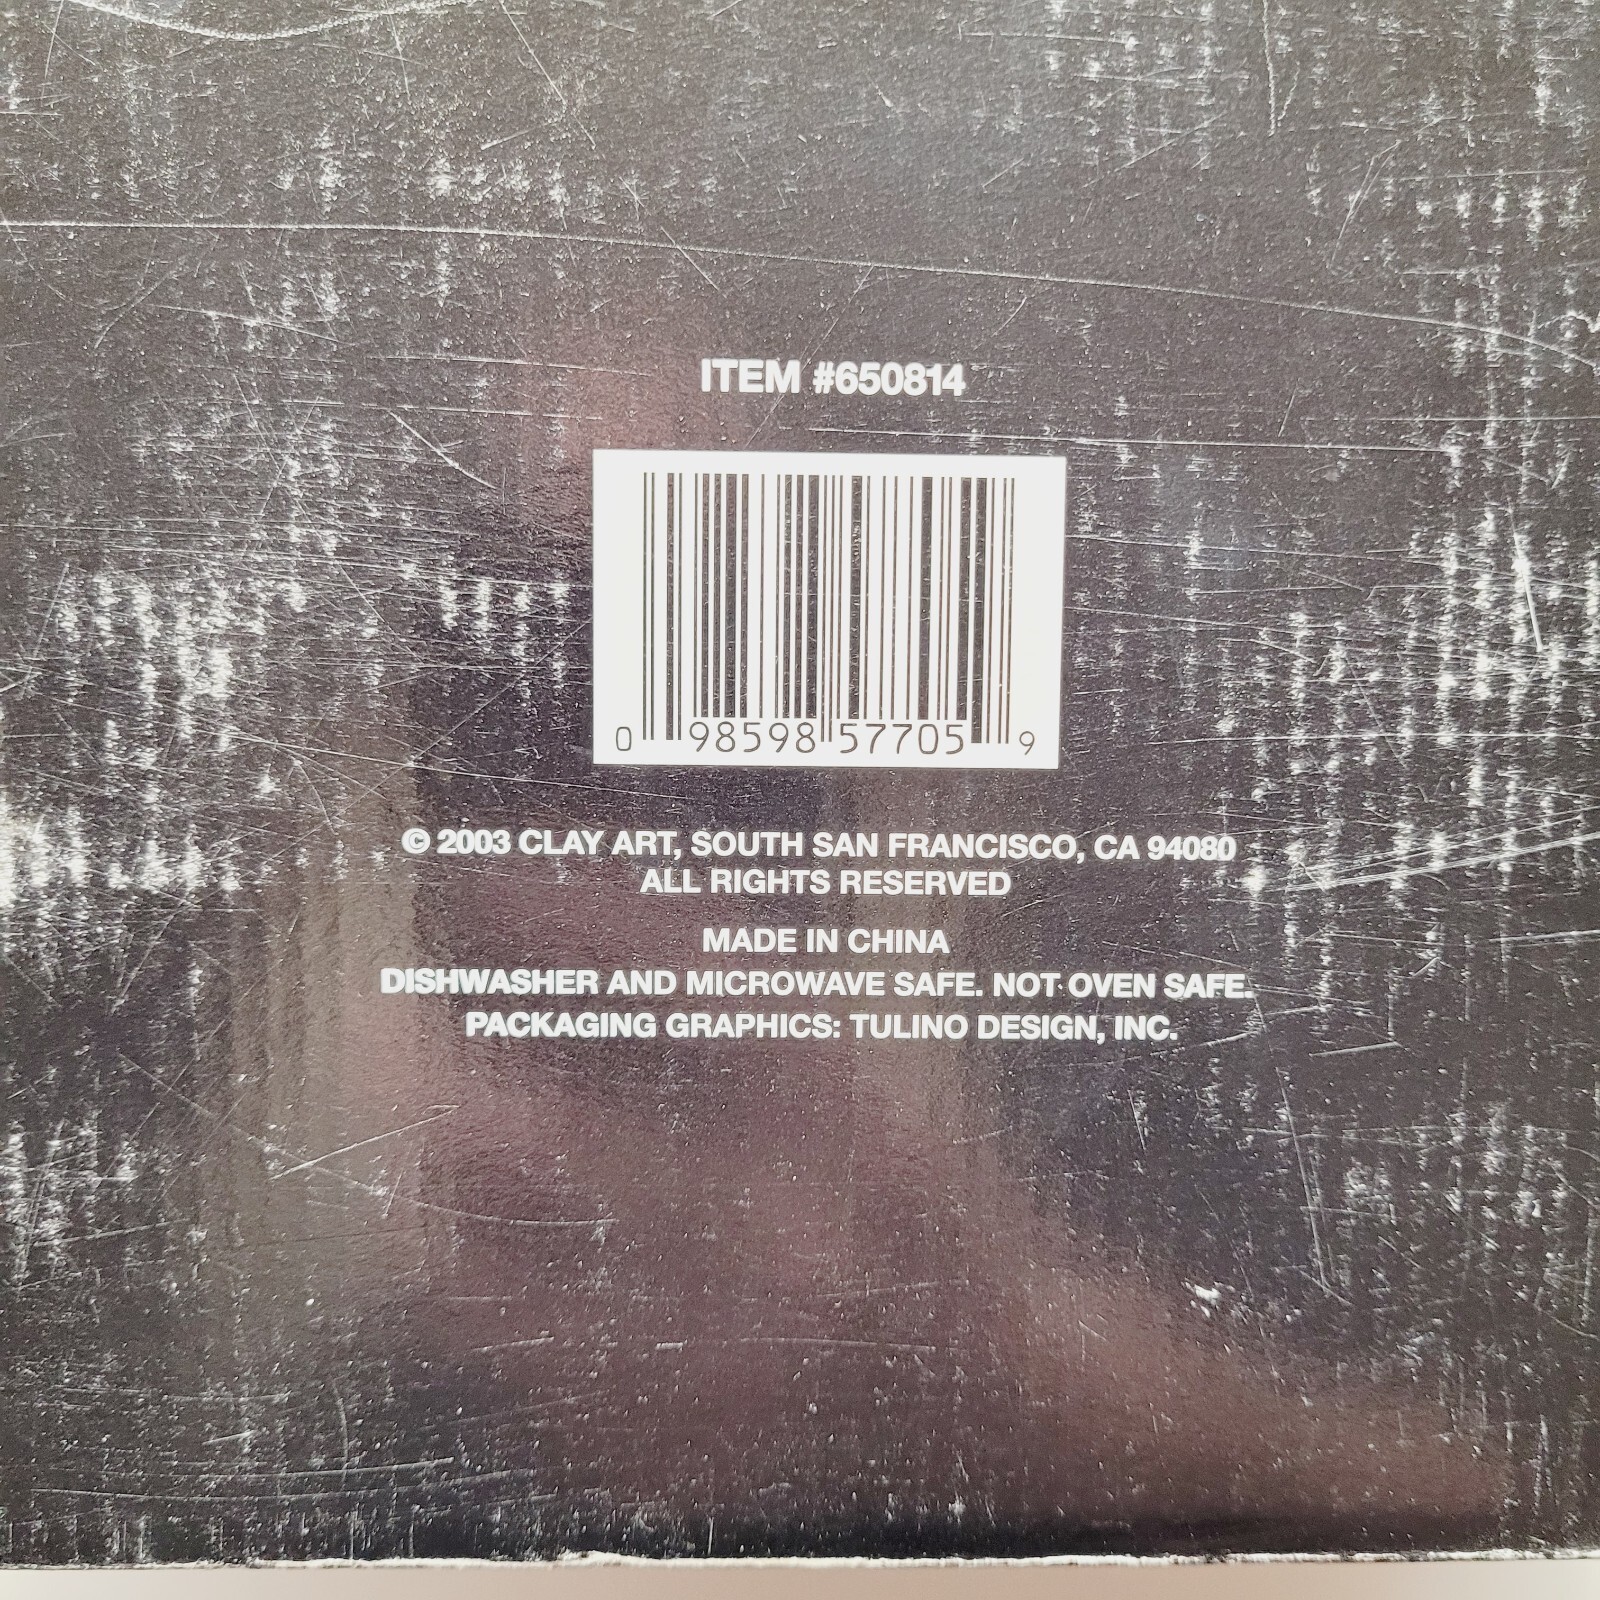 ITEM #650814
0 98598 57705 9
© 2003 CLAY ART, SOUTH SAN FRANCISCO, CA 94080
ALL RIGHTS RESERVED
MADE IN CHINA
DISHWASHER AND MICROWAVE SAFE. NOT OVEN SAFE.
PACKAGING GRAPHICS: TULINO DESIGN, INC.